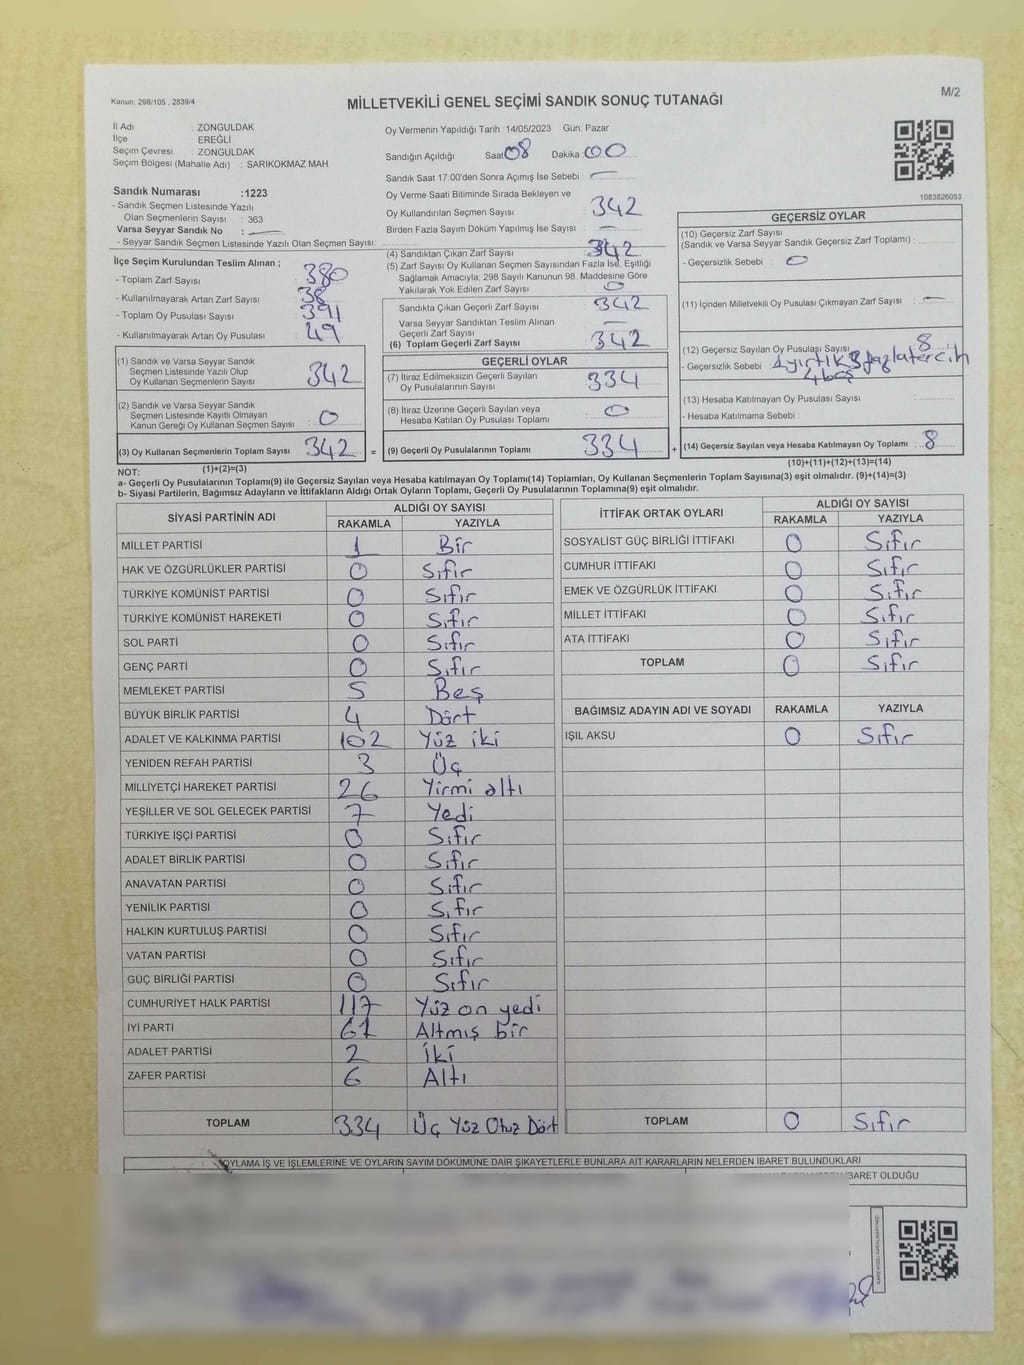 Kanun: 298/105 , 2839/4
MİLLETVEKİLİ GENEL SEÇİMİ SANDIK SONUÇ TUTANAĞI
M/2
İl Adı : ZONGULDAK
İlçe : EREĞLİ
Seçim Çevresi : ZONGULDAK
Seçim Bölgesi (Mahalle Adı) : SARIKOKMAZ MAH.
Oy Vermenin Yapıldığı Tarih : 14/05/2023 Gün: Pazar
Sandığın Açıldığı Saat 08 Dakika 00
Sandık Saat 17:00'den Sonra Açımış İse Sebebi : —
1083826053
Sandık Numarası : 1223
- Sandık Seçmen Listesinde Yazılı
Olan Seçmenlerin Sayısı : 363
Varsa Seyyar Sandık No : —
- Seyyar Sandık Seçmen Listesinde Yazılı Olan Seçmen Sayısı:
Oy Verme Saati Bitiminde Sırada Bekleyen ve
Oy Kullandırılan Seçmen Sayısı : 342
Birden Fazla Sayım Döküm Yapılmış İse Sayısı : —
İlçe Seçim Kurulundan Teslim Alınan ;
- Toplam Zarf Sayısı : 380
- Kullanılmayarak Artan Zarf Sayısı : 38
- Toplam Oy Pusulası Sayısı : 391
- Kullanılmayarak Artan Oy Pusulası : 49
(4) Sandıktan Çıkan Zarf Sayısı : 342
(5) Zarf Sayısı Oy Kullanan Seçmen Sayısından Fazla İse, Eşitliği
Sağlamak Amacıyla; 298 Sayılı Kanunun 98. Maddesine Göre
Yakılarak Yok Edilen Zarf Sayısı : 0
Sandıkta Çıkan Geçerli Zarf Sayısı : 342
Varsa Seyyar Sandıktan Teslim Alınan
Geçerli Zarf Sayısı : —
(6) Toplam Geçerli Zarf Sayısı : 342
GEÇERSİZ OYLAR
(10) Geçersiz Zarf Sayısı
(Sandık ve Varsa Seyyar Sandık Geçersiz Zarf Toplamı) :
- Geçersizlik Sebebi : 0
(11) İçinden Milletvekili Oy Pusulası Çıkmayan Zarf Sayısı : —
(12) Geçersiz Sayılan Oy Pusulası Sayısı : 8
- Geçersizlik Sebebi :
4 boş
(13) Hesaba Katılmayan Oy Pusulası Sayısı :
- Hesaba Katılmama Sebebi :
(1) Sandık ve Varsa Seyyar Sandık
Seçmen Listesinde Yazılı Olup
Oy Kullanan Seçmenlerin Sayısı : 342
(2) Sandık ve Varsa Seyyar Sandık
Seçmen Listesinde Kayıtlı Olmayan
Kanun Gereği Oy Kullanan Seçmen Sayısı : 0
GEÇERLİ OYLAR
(7) İtiraz Edilmeksizin Geçerli Sayılan
Oy Pusulalarının Sayısı : 334
(8) İtiraz Üzerine Geçerli Sayılan veya
Hesaba Katılan Oy Pusulası Toplamı : 0
(3) Oy Kullanan Seçmenlerin Toplam Sayısı : 342 = (9) Geçerli Oy Pusulalarının Toplamı : 334 + (14) Geçersiz Sayılan veya Hesaba Katılmayan Oy Toplamı : 8
NOT: (1)+(2)=(3) (10)+(11)+(12)+(13)=(14)
a- Geçerli Oy Pusulalarının Toplamı(9) ile Geçersiz Sayılan veya Hesaba katılmayan Oy Toplamı(14) Toplamları, Oy Kullanan Seçmenlerin Toplam Sayısına(3) eşit olmalıdır. (9)+(14)=(3)
b- Siyasi Partilerin, Bağımsız Adayların ve İttifakların Aldığı Ortak Oyların Toplamı, Geçerli Oy Pusulalarının Toplamına(9) eşit olmalıdır.
SİYASİ PARTİNİN ADI ALDIĞI OY SAYISI
RAKAMLA YAZIYLA
MİLLET PARTİSİ 1 Bir
HAK VE ÖZGÜRLÜKLER PARTİSİ 0 Sıfır
TÜRKİYE KOMÜNİST PARTİSİ 0 Sıfır
TÜRKİYE KOMÜNİST HAREKETİ 0 Sıfır
SOL PARTİ 0 Sıfır
GENÇ PARTİ 0 Sıfır
MEMLEKET PARTİSİ 5 Beş
BÜYÜK BİRLİK PARTİSİ 4 Dört
ADALET VE KALKINMA PARTİSİ 102 Yüz iki
YENİDEN REFAH PARTİSİ 3 Üç
MİLLİYETÇİ HAREKET PARTİSİ 26 Yirmi altı
YEŞİLLER VE SOL GELECEK PARTİSİ 7 Yedi
TÜRKİYE İŞÇİ PARTİSİ 0 Sıfır
ADALET BİRLİK PARTİSİ 0 Sıfır
ANAVATAN PARTİSİ 0 Sıfır
YENİLİK PARTİSİ 0 Sıfır
HALKIN KURTULUŞ PARTİSİ 0 Sıfır
VATAN PARTİSİ 0 Sıfır
GÜÇ BİRLİĞİ PARTİSİ 0 Sıfır
CUMHURİYET HALK PARTİSİ 117 Yüz on yedi
İYİ PARTİ 61 Altmış bir
ADALET PARTİSİ 2 İki
ZAFER PARTİSİ 6 Altı
TOPLAM 334 Üç Yüz Otuz Dört
İTTİFAK ORTAK OYLARI ALDIĞI OY SAYISI
RAKAMLA YAZIYLA
SOSYALİST GÜÇ BİRLİĞİ İTTİFAKI 0 Sıfır
CUMHUR İTTİFAKI 0 Sıfır
EMEK VE ÖZGÜRLÜK İTTİFAKI 0 Sıfır
MİLLET İTTİFAKI 0 Sıfır
ATA İTTİFAKI 0 Sıfır
TOPLAM 0 Sıfır
BAĞIMSIZ ADAYIN ADI VE SOYADI RAKAMLA YAZIYLA
IŞIL AKSU 0 Sıfır
TOPLAM 0 Sıfır
OYLAMA İŞ VE İŞLEMLERİNE VE OYLARIN SAYIM DÖKÜMÜNE DAİR ŞİKAYETLERLE BUNLARA AİT KARARLARIN NELERDEN İBARET BULUNDUKLARI
İBARET OLDUĞU